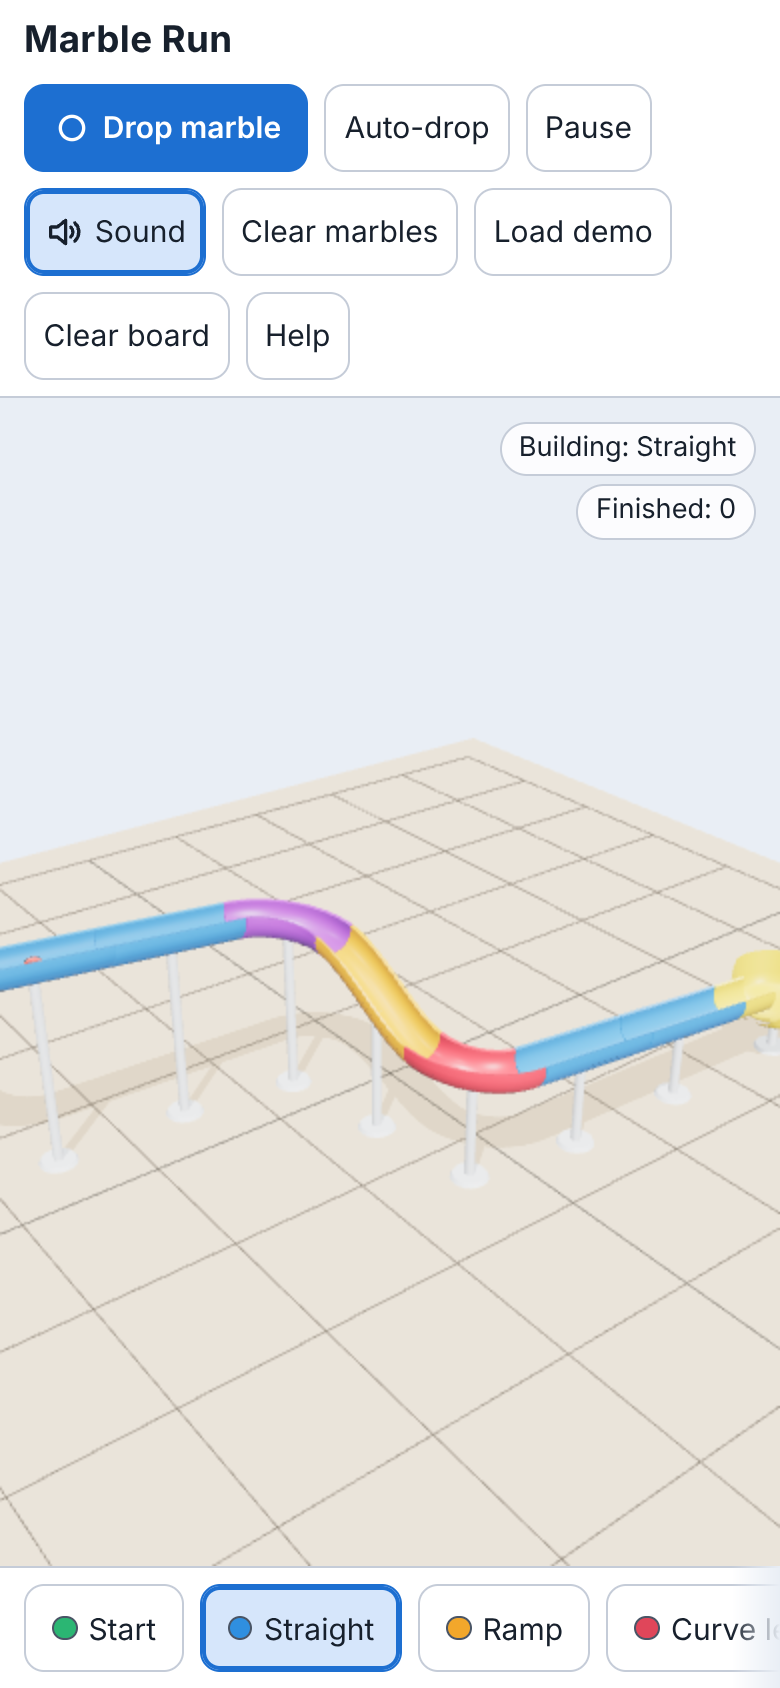 Marble Run
Drop marble Auto-drop Pause
Sound Clear marbles Load demo
Clear board Help
Building: Straight
Finished: 0
Start Straight Ramp Curve